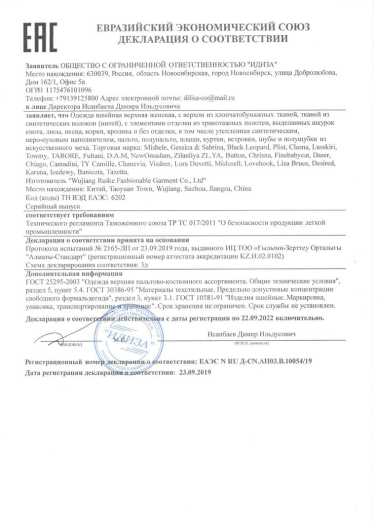 ЕВРАЗИЙСКИЙ ЭКОНОМИЧЕСКИЙ СОЮЗ
ДЕКЛАРАЦИЯ О СООТВЕТСТВИИ
ЕАС
Заявитель ОБЩЕСТВО С ОГРАНИЧЕННОЙ ОТВЕТСТВЕННОСТЬЮ "ИДИЗА"
Место нахождения: 630039, Россия, область Новосибирская, город Новосибирск, улица Добролюбова,
Дом 162/1, Офис 5а
ОГРН 1175476101096
Телефон: +79139125800 Адрес электронной почты: dilisa-co@mail.ru
в лице Директора Исанбаева Дамира Ильдусовича
заявляет, что Одежда швейная верхняя женская, с верхом из хлопчатобумажных тканей, тканей из
синтетических волокон (нитей), с элементами отделки из трикотажных полотен, выделанных шкурок
енота, лисы, песца, норки, кролика и без отделки, в том числе утепленная синтетическим,
перо-пуховым наполнителем, пальто, полупальто, плащи, куртки, ветровки, шубы и полушубки из
искусственного меха. Торговая марка: Mishele, Gessica & Sabrina, Black Leopard, Plist, Clasna, Lusskiri,
Towmy, TARORE, Fultani, D.A.M, NewOmadam, Zilanliya ZL.YA, Button, Chrisna, Finebabycat, Daser,
Chiago, Camadini, TY Camille, Chanevia, Visdeer, Lora Duvetti, Mislesell, Lovehook, Liza Bruce, Desired,
Karuna, Icedewy, Banicata, Tazetta.
Изготовитель "Wujiang Ruike Fashionable Garment Co., Ltd"
Место нахождения: Китай, Taoyuan Town, Wujiang, Suzhou, Jiangsu, China
Код (коды) ТН ВЭД ЕАЭС: 6202
Серийный выпуск
соответствует требованиям
Технического регламента Таможенного союза ТР ТС 017/2011 "О безопасности продукции легкой
промышленности"
Декларация о соответствии принята на основании
Протокола испытаний № 2165-ЛП от 23.09.2019 года, выданного ИЦ ТОО «Ғылыми-Зерттеу Орталығы
"Алматы-Стандарт" (регистрационный номер аттестата аккредитации KZ.И.02.0102)
Схема декларирования: 3д
Дополнительная информация
ГОСТ 25295-2003 "Одежда верхняя пальтово-костюмного ассортимента. Общие технические условия",
раздел 5, пункт 5.4. ГОСТ 30386-95 "Материалы текстильные. Предельно допустимые концентрации
свободного формальдегида", раздел 3, пункт 3.1. ГОСТ 10581-91 "Изделия швейные. Маркировка,
упаковка, транспортирование и хранение". Срок хранения не ограничен. Срок службы не установлен.
Декларация о соответствии действительна с даты регистрации по 22.09.2022 включительно.
Исанбаев Дамир Ильдусович
(подпись)
М.П.
(Ф.И.О. заявителя)
"ИДИЗА"
Регистрационный номер декларации о соответствии: ЕАЭС N RU Д-CN.АН03.В.10054/19
Дата регистрации декларации о соответствии: 23.09.2019